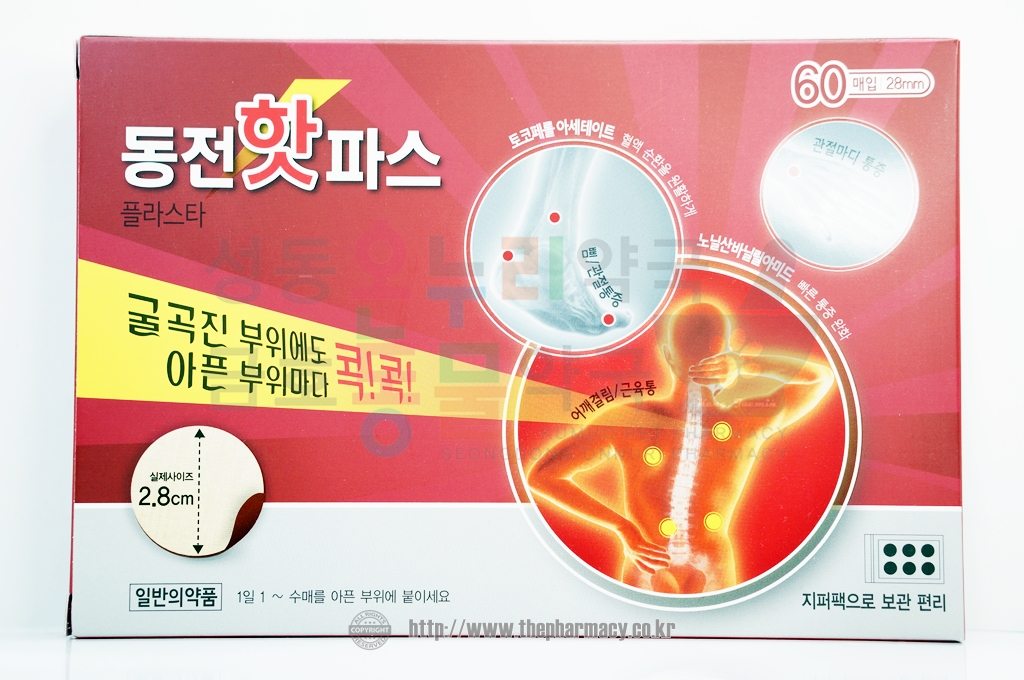 60 매입 28mm
동전핫파스
플라스타
토코페롤 아세테이트 혈액 순환을 원활하게
관절마디 통증
노닐산바닐릴아미드 빠른 통증 완화
삠/관절통
굴곡진 부위에도
아픈 부위마다 콕!콕!
어깨결림/근육통
실제사이즈
2.8cm
일반의약품 1일 1 ~ 수매를 아픈 부위에 붙이세요
지퍼팩으로 보관 편리
ALL RIGHTS
COPYRIGHT
RESERVED
http://www.thepharmacy.co.kr